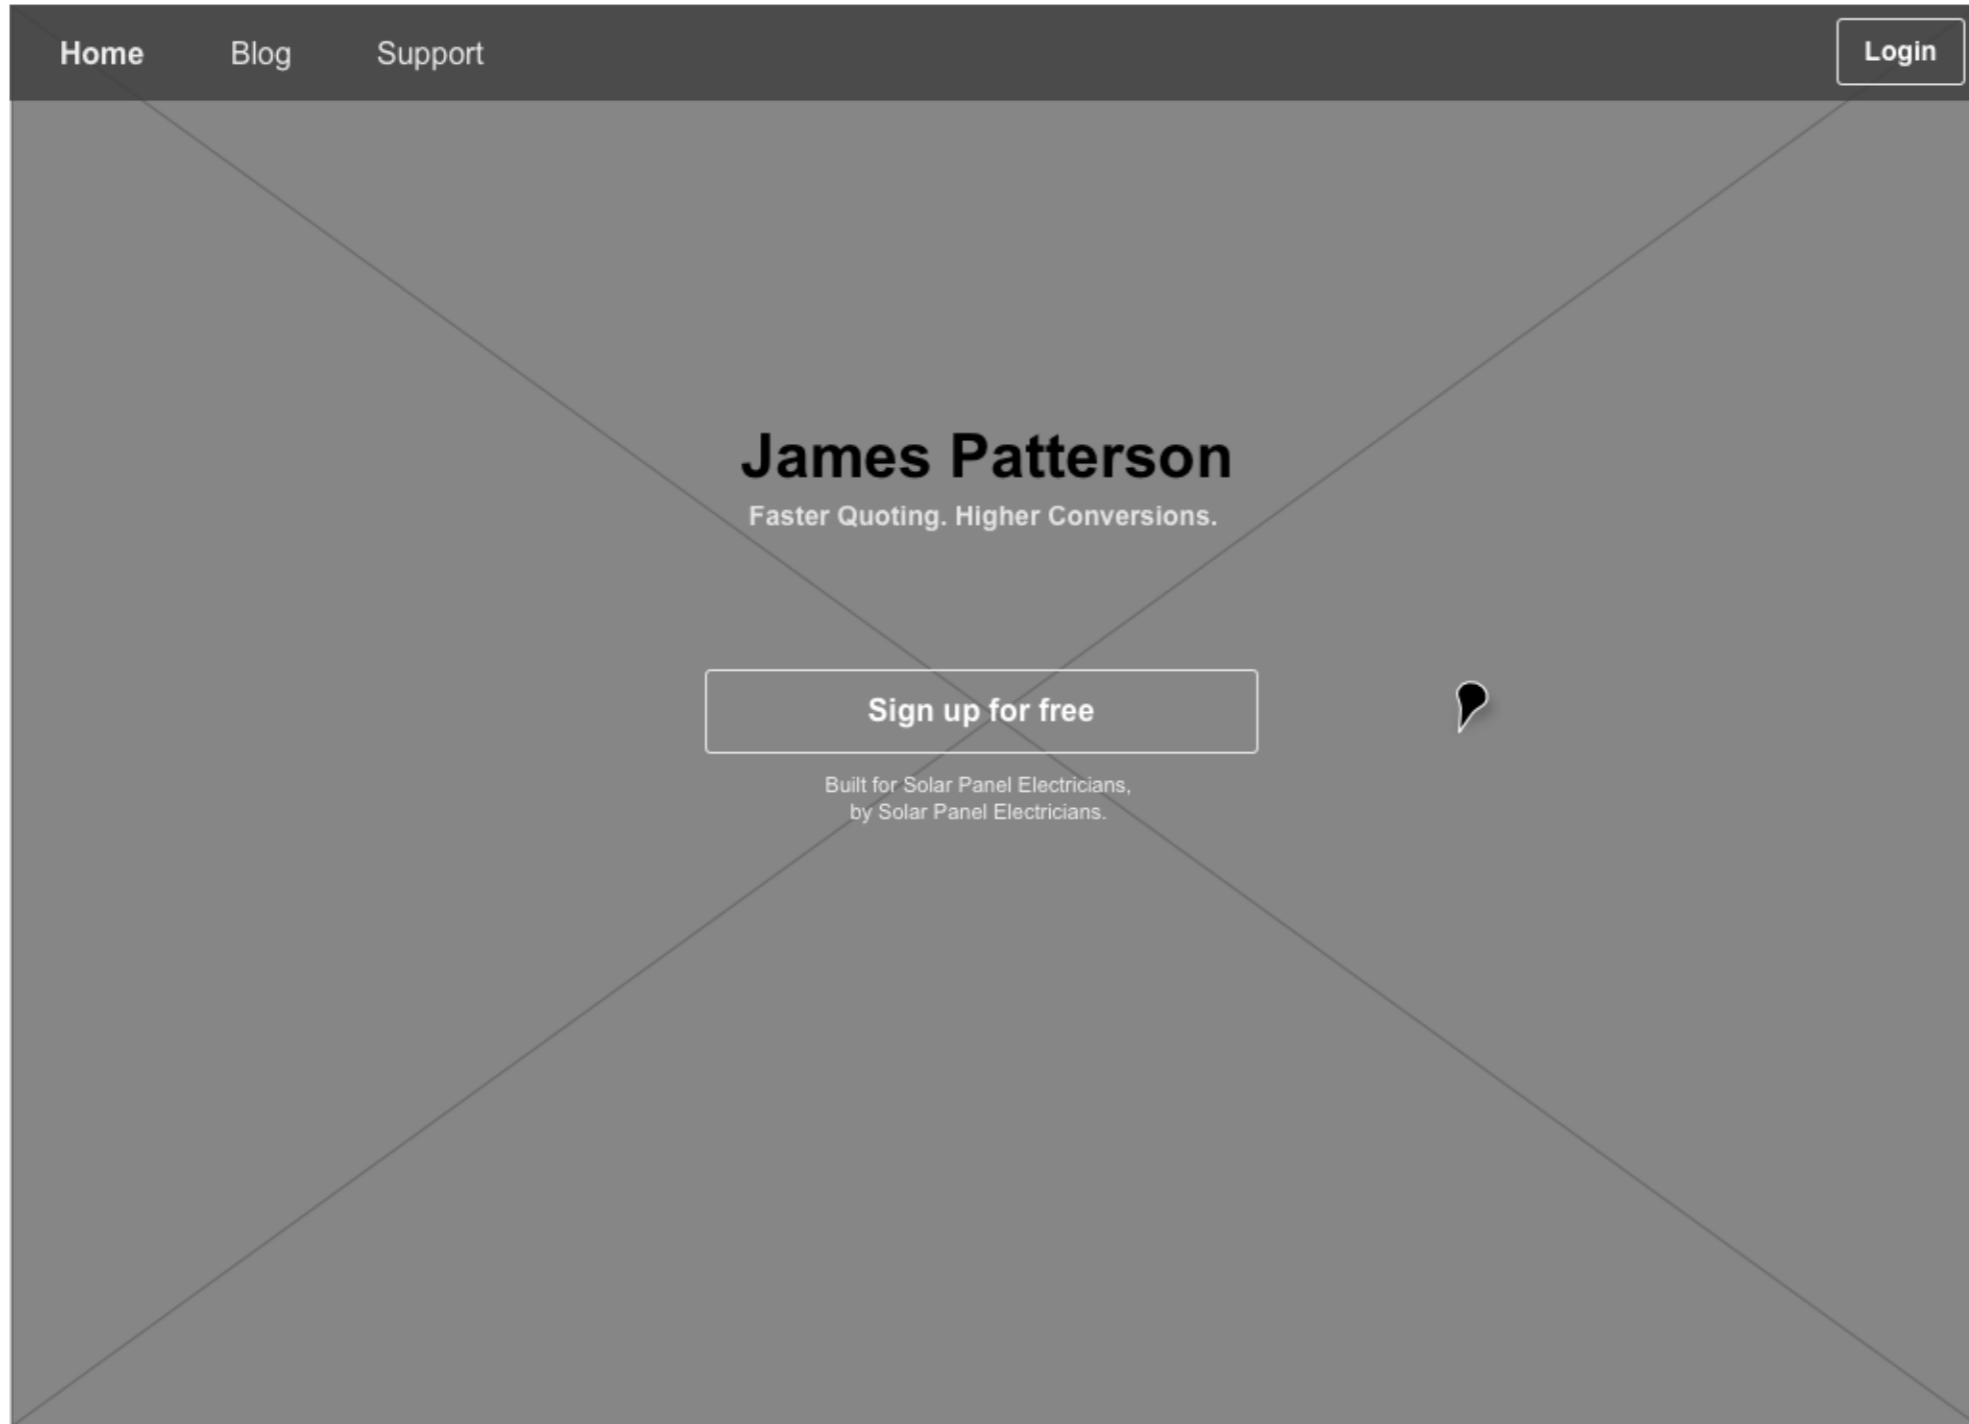 Home Blog Support Login
James Patterson
Faster Quoting. Higher Conversions.
Sign up for free
Built for Solar Panel Electricians,
by Solar Panel Electricians.